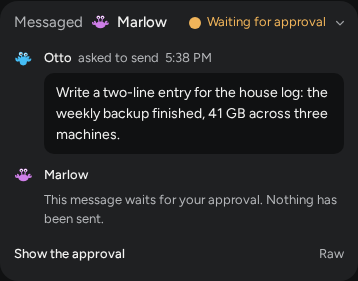 Messaged Marlow Waiting for approval
Otto asked to send 5:38 PM
Write a two-line entry for the house log: the
weekly backup finished, 41 GB across three
machines.
Marlow
This message waits for your approval. Nothing has
been sent.
Show the approval Raw